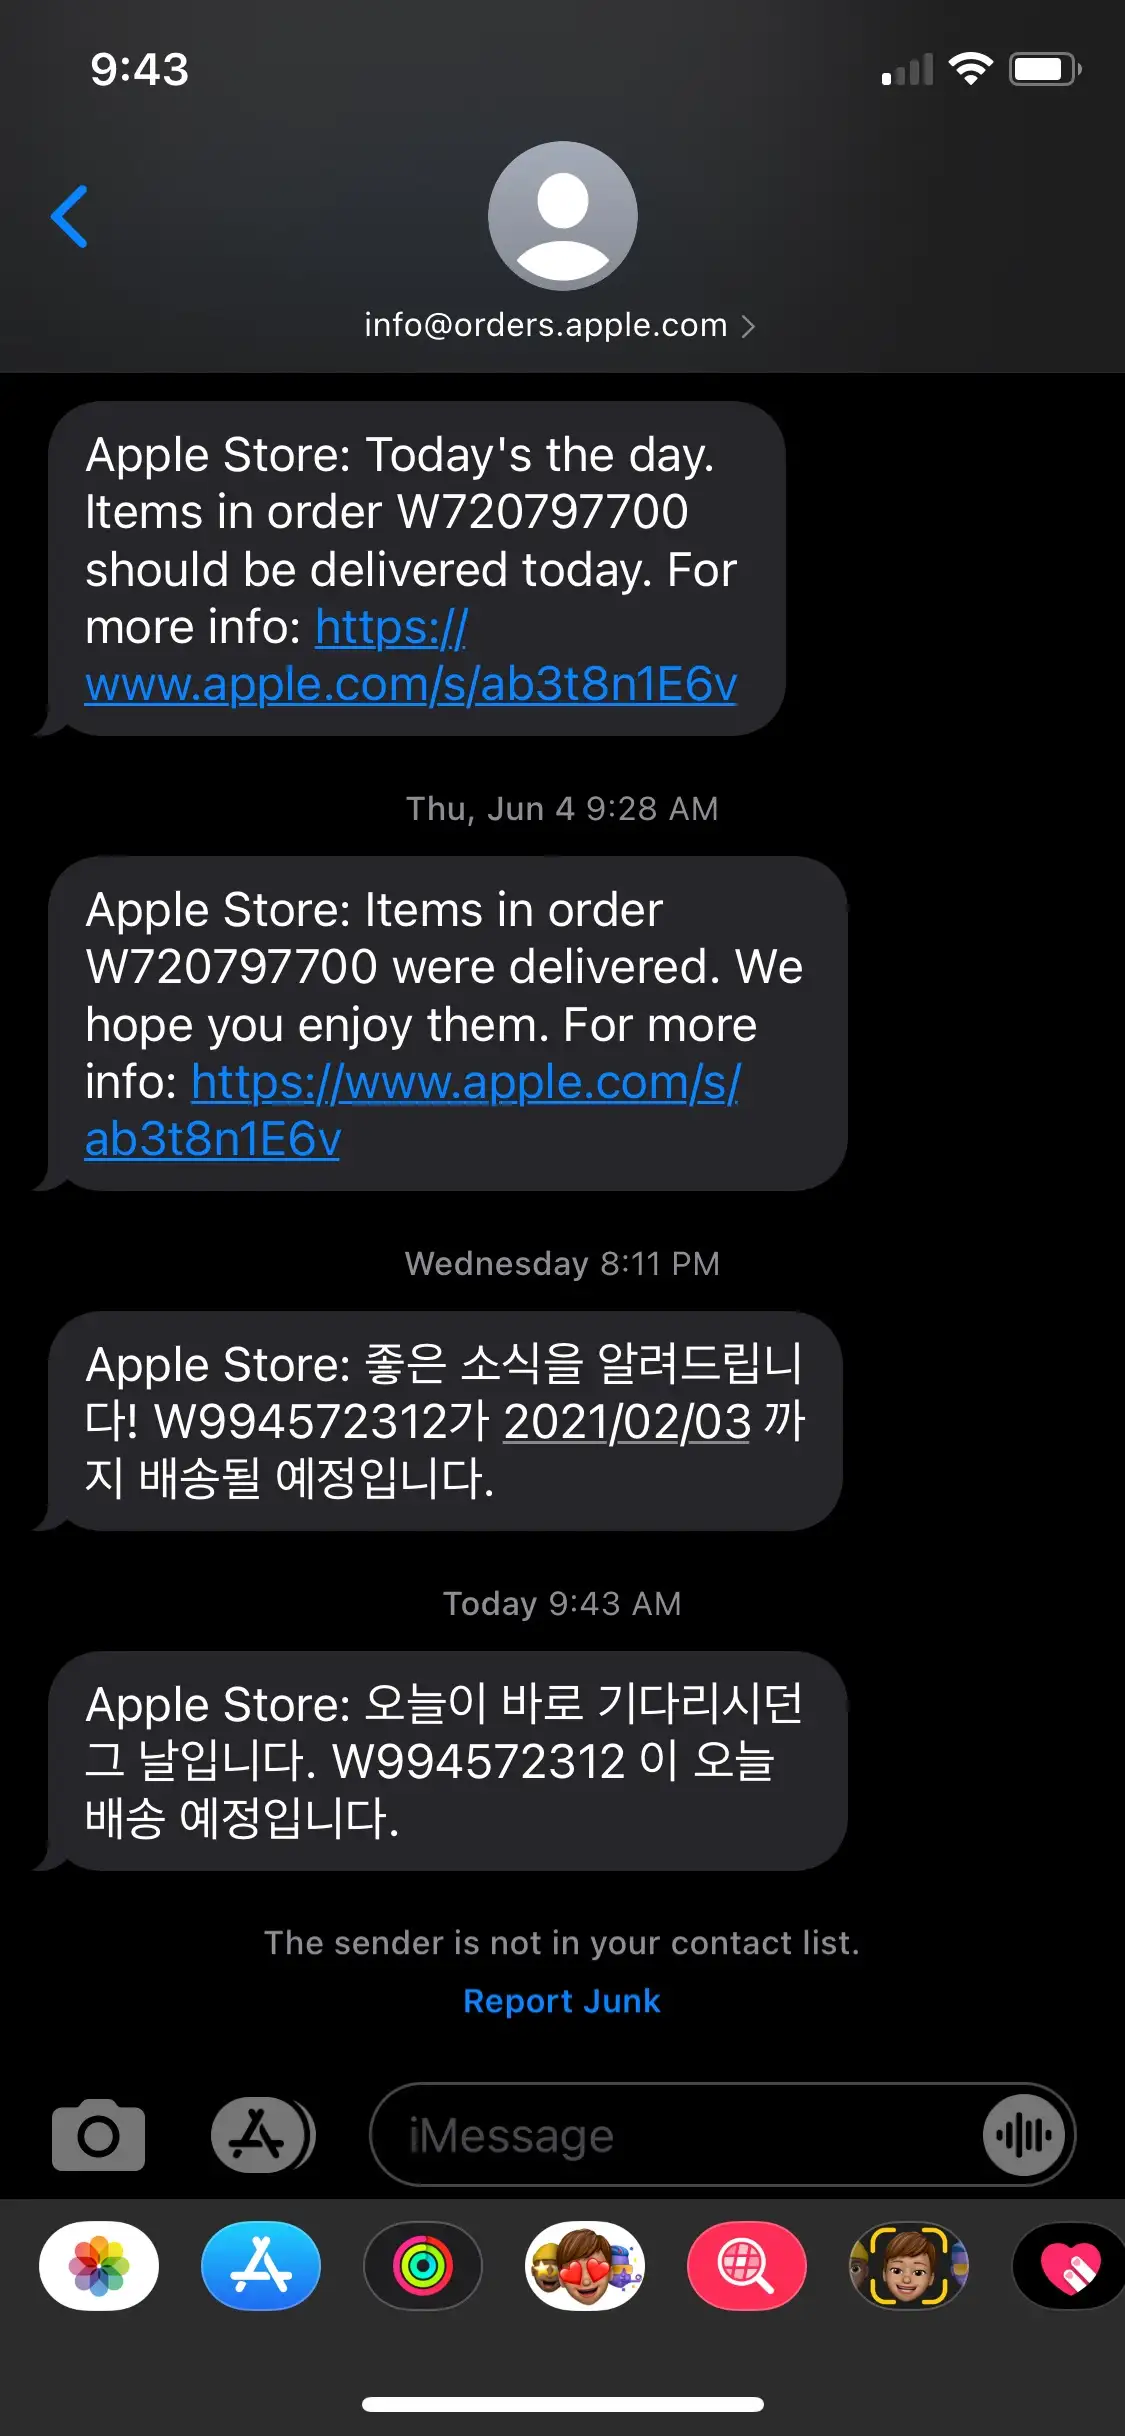 9:43
info@orders.apple.com
Apple Store: Today's the day.
Items in order W720797700
should be delivered today. For
more info: https://
www.apple.com/s/ab3t8n1E6v
Thu, Jun 4 9:28 AM
Apple Store: Items in order
W720797700 were delivered. We
hope you enjoy them. For more
info: https://www.apple.com/s/
ab3t8n1E6v
Wednesday 8:11 PM
Apple Store: 좋은 소식을 알려드립니
다! W994572312가 2021/02/03 까
지 배송될 예정입니다.
Today 9:43 AM
Apple Store: 오늘이 바로 기다리시던
그 날입니다. W994572312 이 오늘
배송 예정입니다.
The sender is not in your contact list.
Report Junk
iMessage